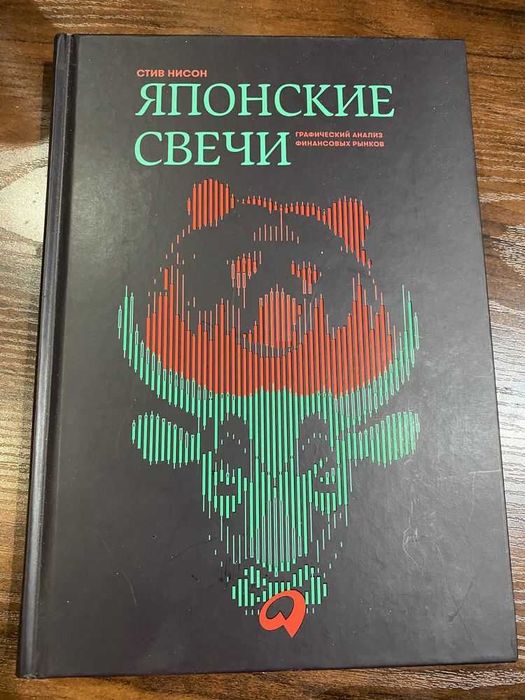 СТИВ НИСОН
ЯПОНСКИЕ
СВЕЧИ
ГРАФИЧЕСКИЙ АНАЛИЗ
ФИНАНСОВЫХ РЫНКОВ